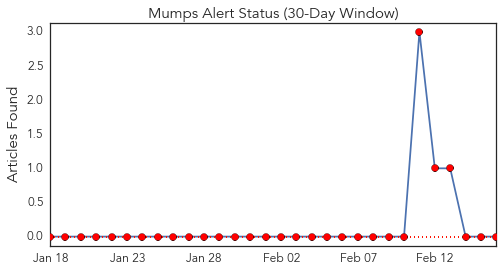 Mumps Alert Status (30-Day Window)
Articles Found
3.0
2.5
2.0
1.5
1.0
0.5
0.0
Jan 18 Jan 23 Jan 28 Feb 02 Feb 07 Feb 12